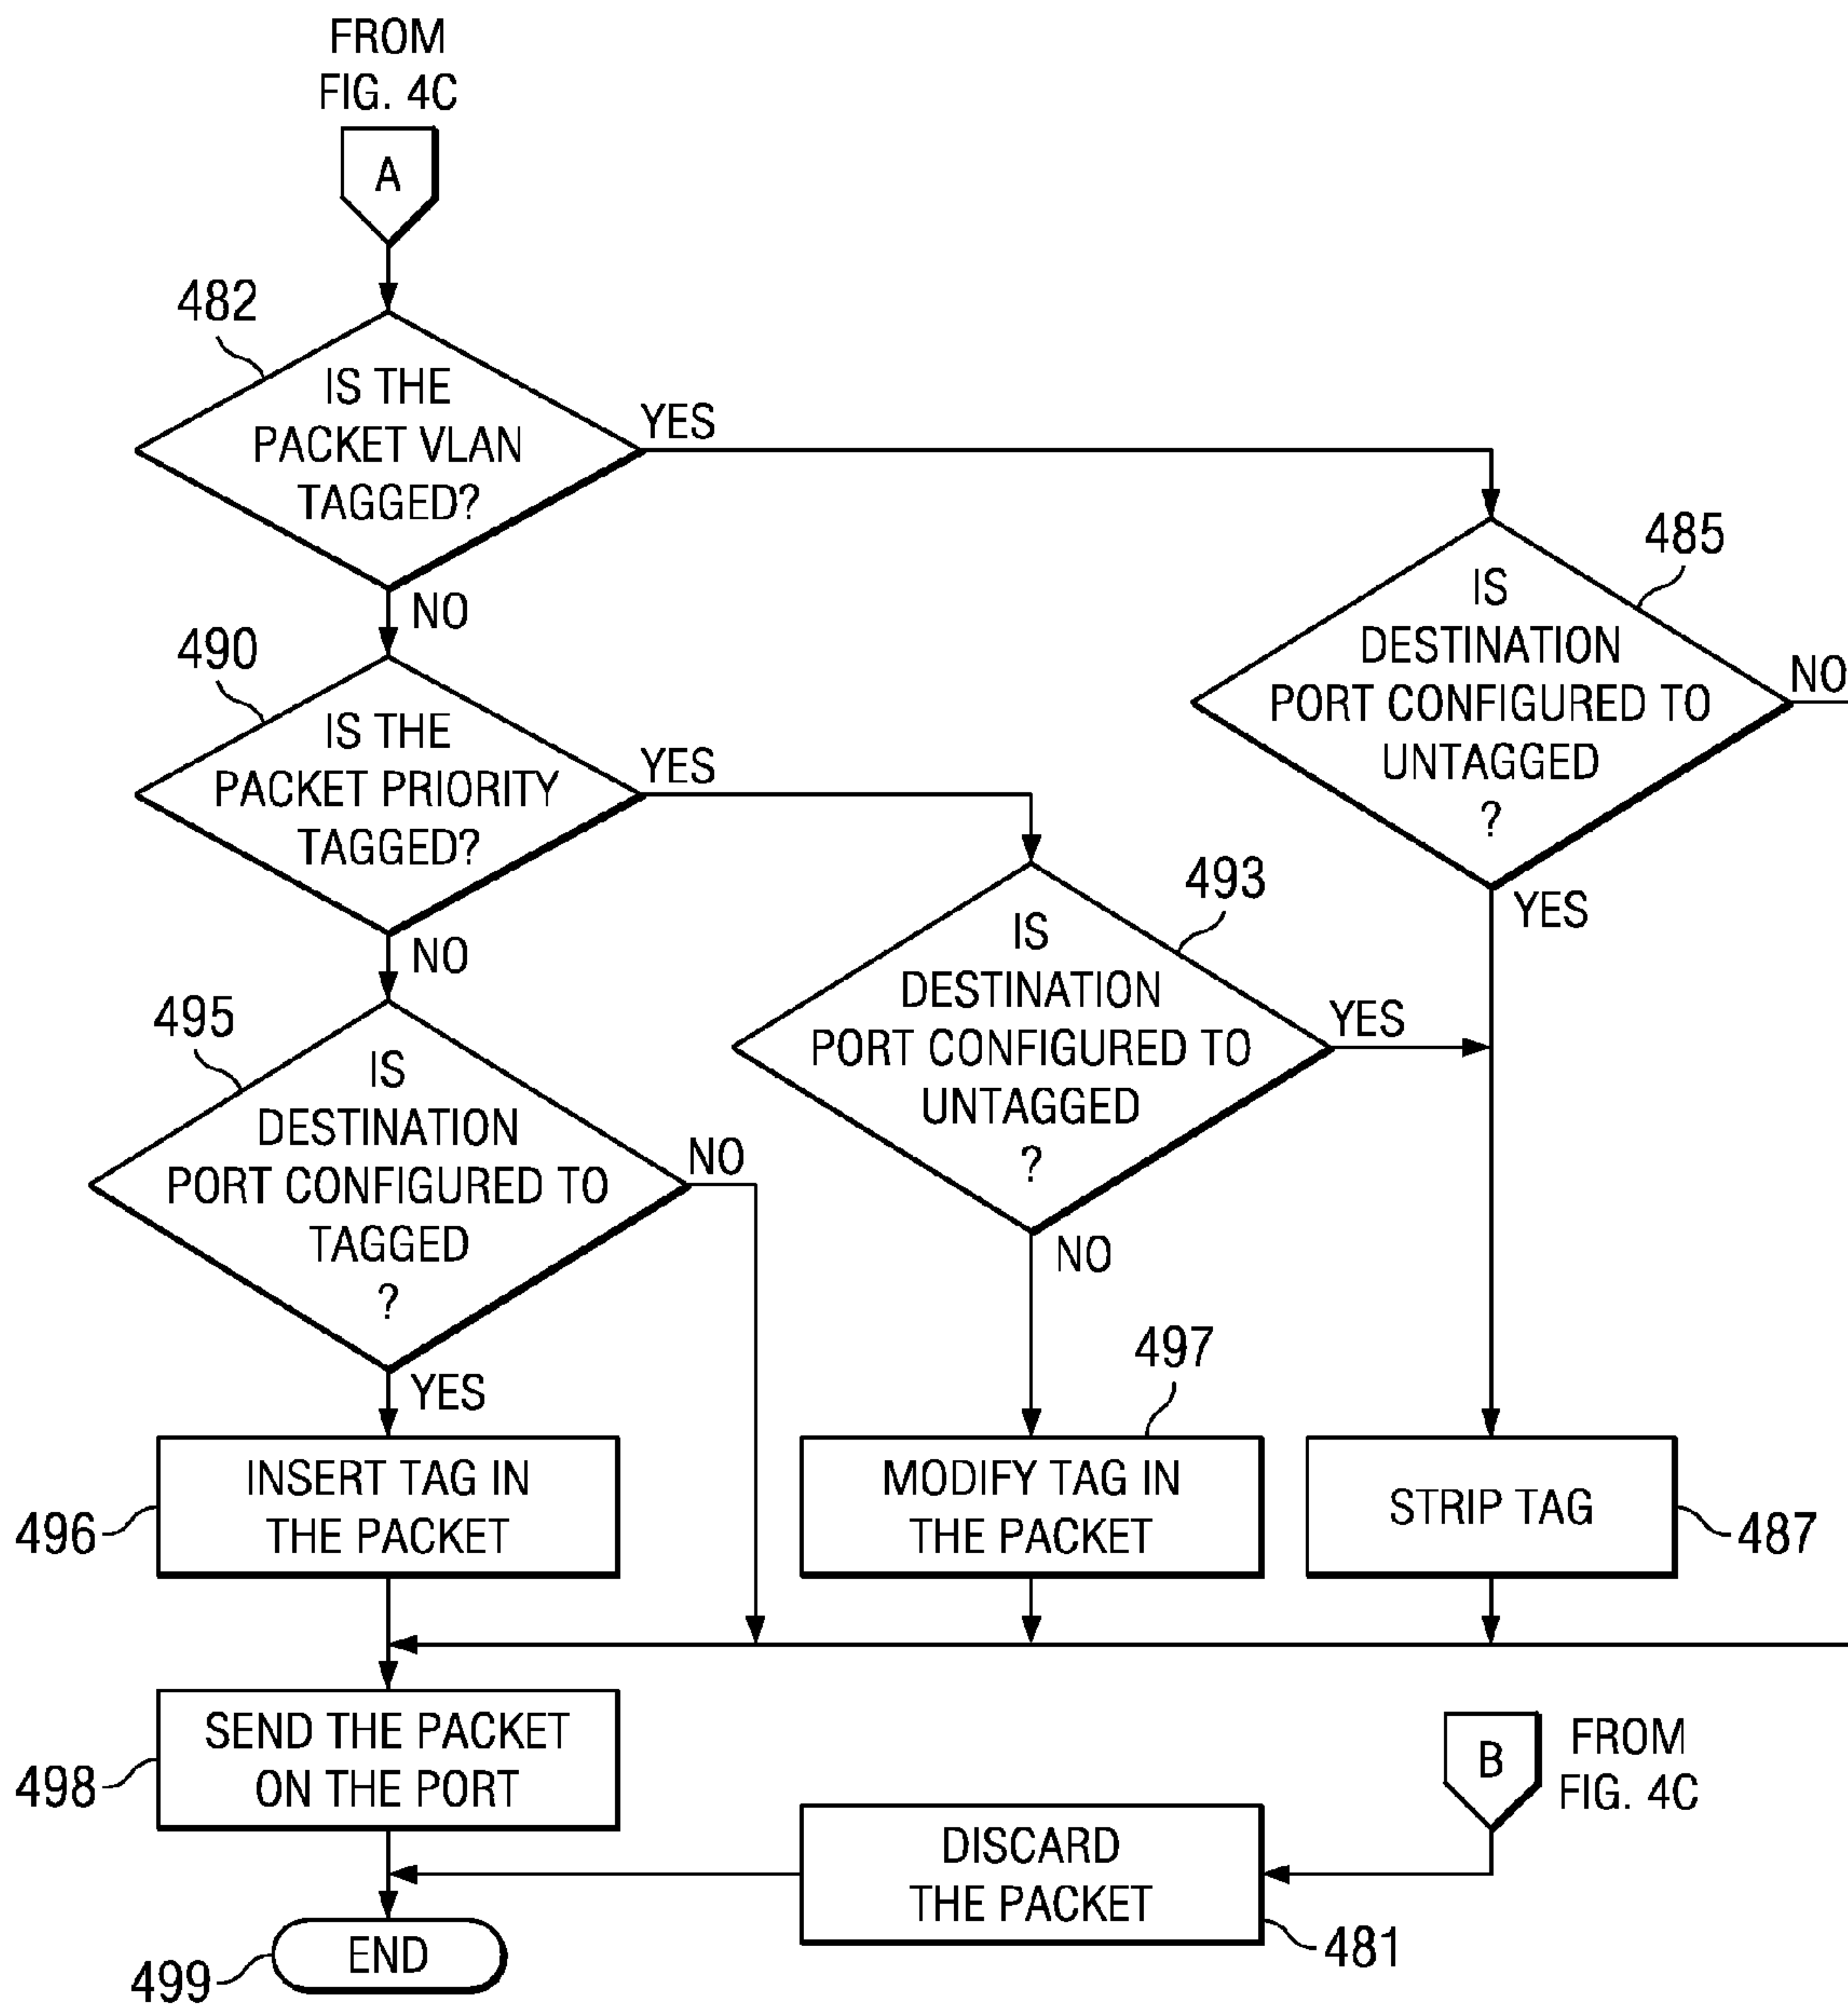 FROM
FIG. 4C
A
482
IS THE
PACKET VLAN
TAGGED?
YES
NO
485
IS
DESTINATION
PORT CONFIGURED TO
UNTAGGED
?
NO
YES
490
IS THE
PACKET PRIORITY
TAGGED?
YES
NO
493
IS
DESTINATION
PORT CONFIGURED TO
UNTAGGED
?
YES
NO
495
IS
DESTINATION
PORT CONFIGURED TO
TAGGED
?
NO
YES
496
INSERT TAG IN
THE PACKET
497
MODIFY TAG IN
THE PACKET
STRIP TAG
487
498
SEND THE PACKET
ON THE PORT
B
FROM
FIG. 4C
DISCARD
THE PACKET
481
499
END